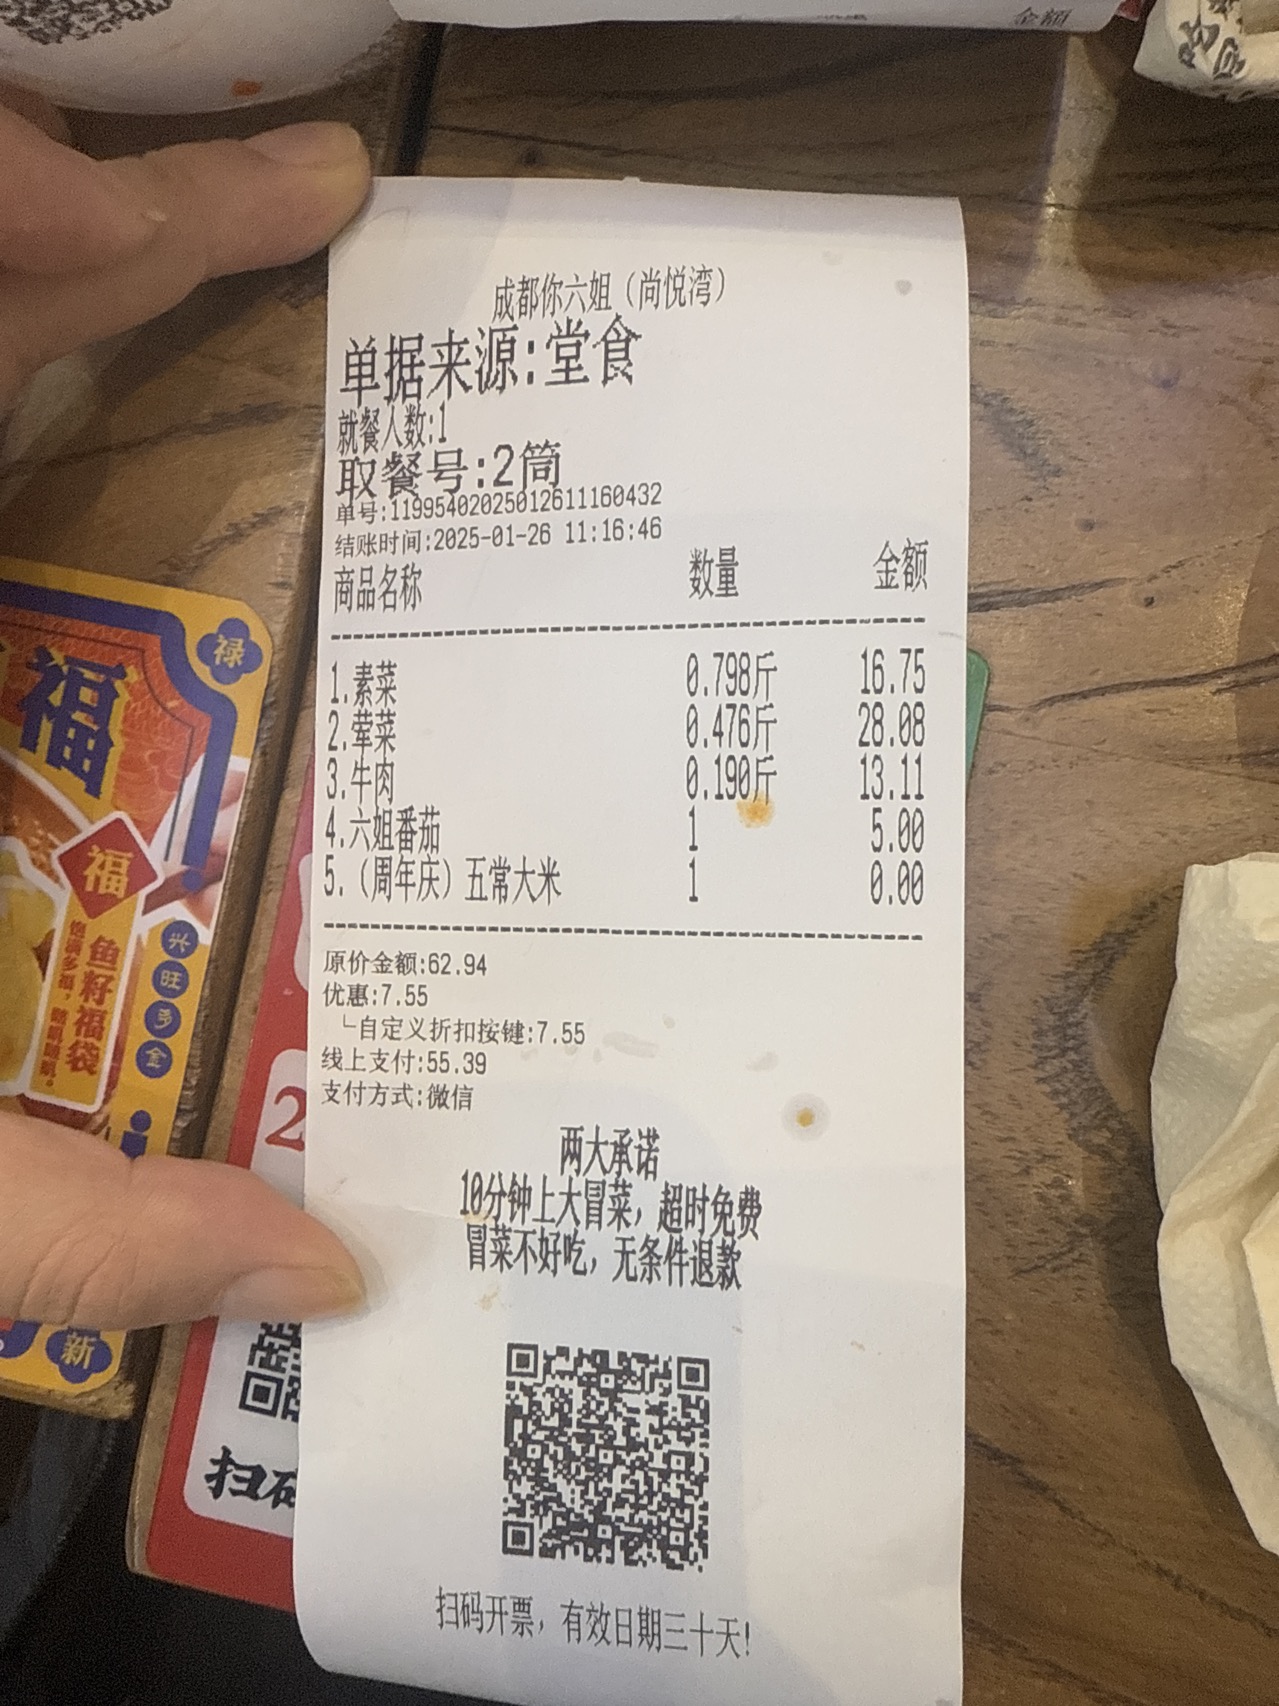 金额
成都你六姐（尚悦湾）
单据来源:堂食
就餐人数:1
取餐号:2筒
单号:11995402025012611160432
结账时间:2025-01-26 11:16:46
商品名称 数量 金额
1.素菜 0.798斤 16.75
2.荤菜 0.476斤 28.08
3.牛肉 0.190斤 13.11
4.六姐番茄 1 5.00
5.（周年庆）五常大米 1 0.00
原价金额:62.94
优惠:7.55
└自定义折扣按键:7.55
线上支付:55.39
支付方式:微信
两大承诺
10分钟上大冒菜，超时免费
冒菜不好吃，无条件退款
扫码开票，有效日期三十天!
禄
福
福
鱼籽福袋
兴旺多金
新
2
扫码